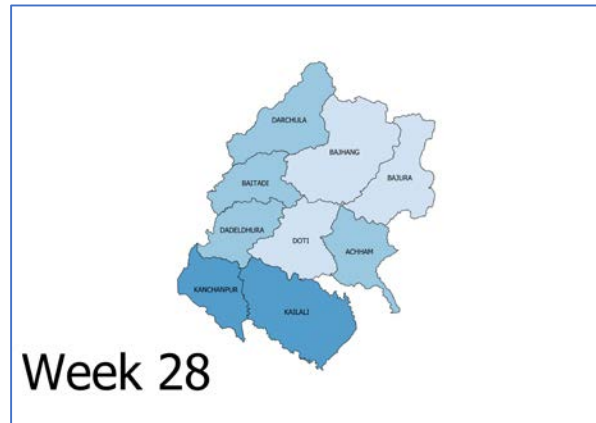 DARCHULA
BAJHANG
BAJURA
BAITADI
DADELDHURA
DOTI
ACHHAM
KANCHANPUR
KAILALI
Week 28